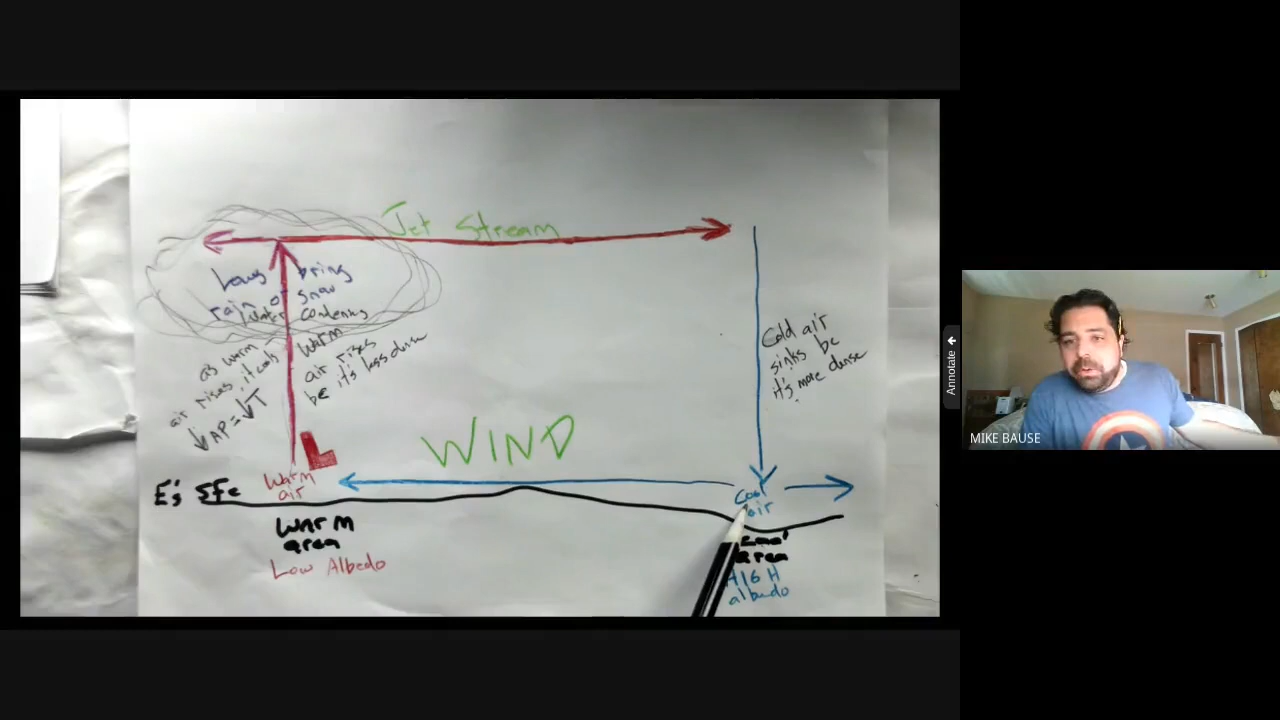 Jet Stream
Lows bring
rain or snow
Water condensing
as warm
air rises, it cools
↓AP = ↓T
warm
air rises
bc it's less dense
Cold air
sinks bc
it's more dense
L
WIND
E's Sfc
Warm
air
Cool
air
Warm
area
Low Albedo
Cool
area
HIGH
albedo
Annotate
MIKE BAUSE